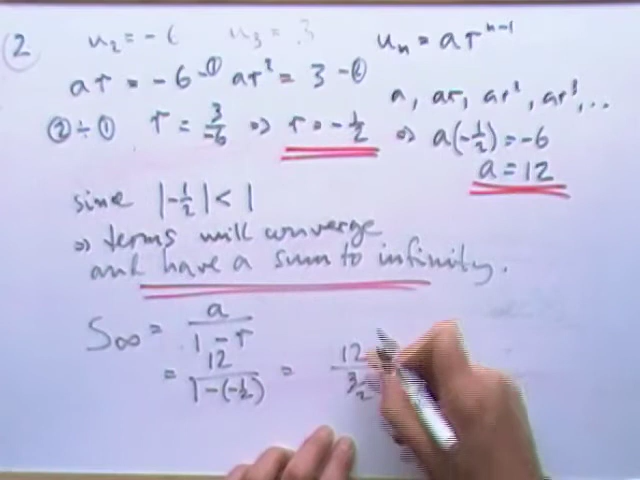 ② u₂ = -6 u₃ = 3 uₙ = arⁿ⁻¹
ar = -6 -① ar² = 3 -②
a, ar, ar², ar³, ...
② ÷ ① r = 3/-6 ⇒ r = -1/2 ⇒ a(-1/2) = -6
a = 12
since |-1/2| < 1
⇒ terms will converge
and have a sum to infinity.
S∞ = a/(1 - r)
= 12/(1-(-1/2)) = 12/(3/2)